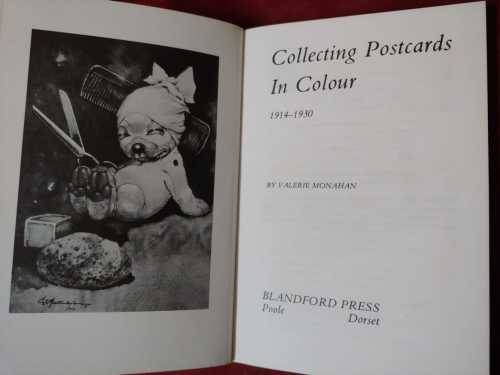 Collecting Postcards
In Colour
1914–1930
BY VALERIE MONAHAN
BLANDFORD PRESS
Poole Dorset